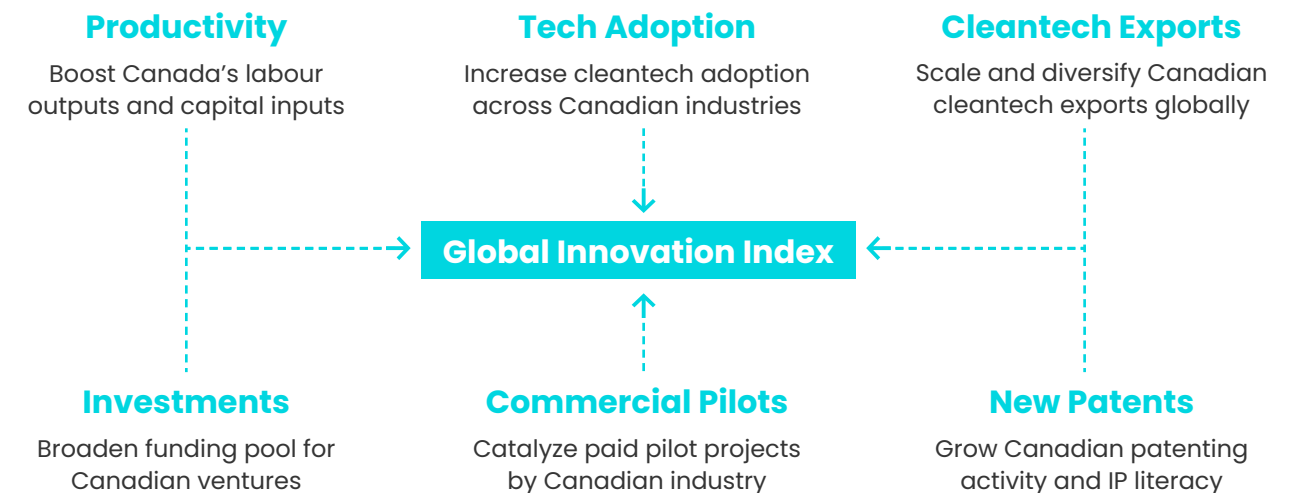 Productivity
Boost Canada's labour
outputs and capital inputs
Tech Adoption
Increase cleantech adoption
across Canadian industries
Cleantech Exports
Scale and diversify Canadian
cleantech exports globally
Global Innovation Index
Investments
Broaden funding pool for
Canadian ventures
Commercial Pilots
Catalyze paid pilot projects
by Canadian industry
New Patents
Grow Canadian patenting
activity and IP literacy